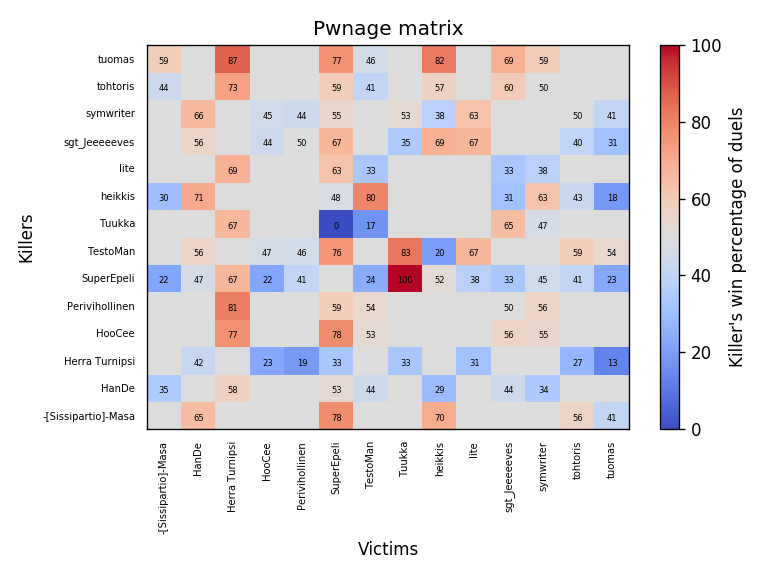 Pwnage matrix
tuomas 59 87 77 46 82 69 59
tohtoris 44 73 59 41 57 60 50
symwriter 66 45 44 55 53 38 63 50 41
sgt_Jeeeeeves 56 44 50 67 35 69 67 40 31
lite 69 63 33 33 38
heikkis 30 71 48 80 31 63 43 18
Tuukka 67 0 17 65 47
TestoMan 56 47 46 76 83 20 67 59 54
SuperEpeli 22 47 67 22 41 24 100 52 38 33 45 41 23
Perivihollinen 81 59 54 50 56
HooCee 77 78 53 56 55
Herra Turnipsi 42 23 19 33 33 31 27 13
HanDe 35 58 53 44 29 44 34
-[Sissipartio]-Masa 65 78 70 56 41
Killers
-[Sissipartio]-Masa
HanDe
Herra Turnipsi
HooCee
Perivihollinen
SuperEpeli
TestoMan
Tuukka
heikkis
lite
sgt_Jeeeeeves
symwriter
tohtoris
tuomas
Victims
100
80
60
40
20
0
Killer's win percentage of duels